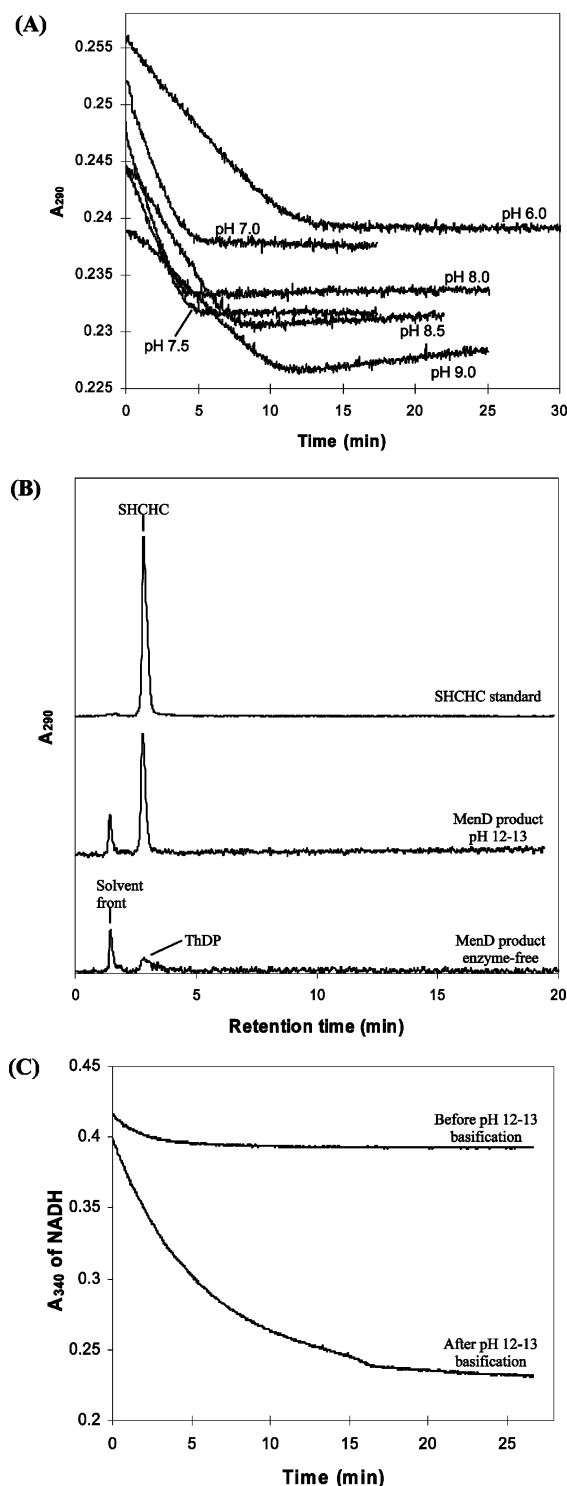 (A)
0.255
0.25
0.245
0.24
0.235
0.23
0.225
A290
pH 6.0
pH 7.0
pH 8.0
pH 7.5
pH 8.5
pH 9.0
0 5 10 15 20 25 30
Time (min)
(B)
SHCHC
SHCHC standard
A290
MenD product
pH 12-13
Solvent
front
ThDP
MenD product
enzyme-free
0 5 10 15 20
Retention time (min)
(C)
0.45
0.4
0.35
0.3
0.25
0.2
A340 of NADH
Before pH 12-13
basification
After pH 12-13
basification
0 5 10 15 20 25
Time (min)